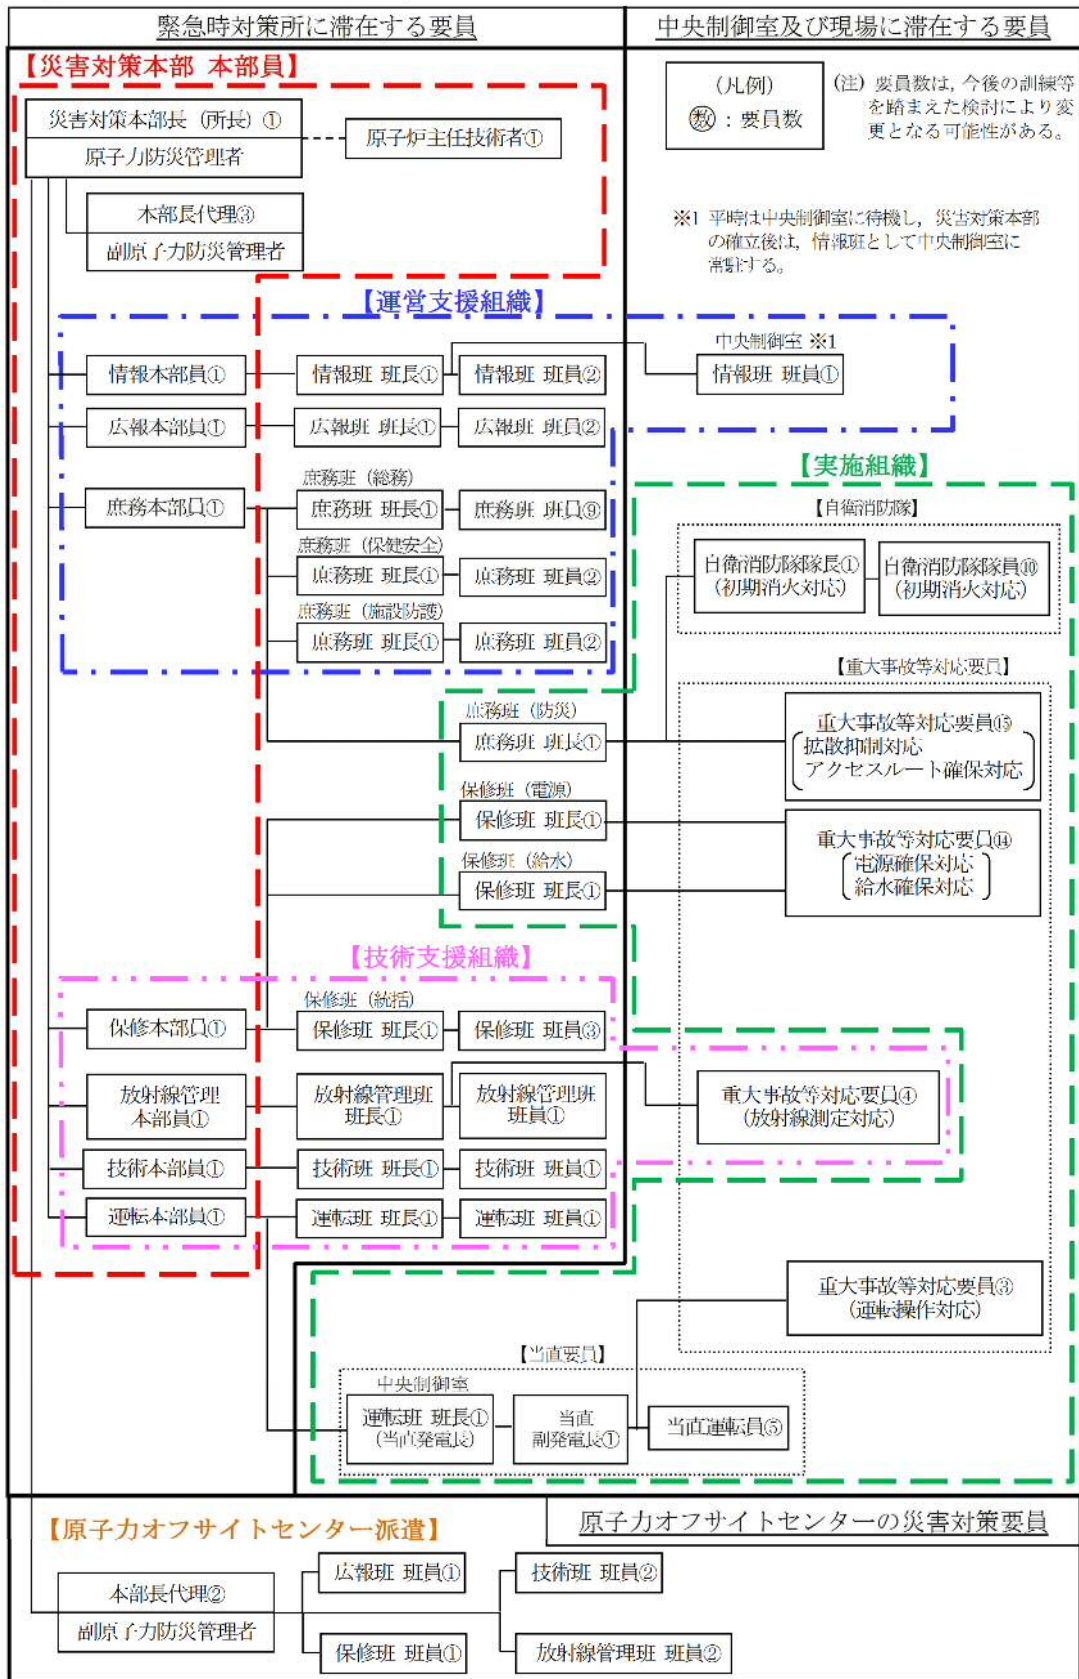 緊急時対策所に滞在する要員
中央制御室及び現場に滞在する要員
【災害対策本部 本部員】
災害対策本部長（所長）①
原子力防災管理者
原子炉主任技術者①
本部長代理③
副原子力防災管理者
（凡例）
㊥数：要員数
(注) 要員数は，今後の訓練等
を踏まえた検討により変
更となる可能性がある。
※1 平時は中央制御室に待機し，災害対策本部
の確立後は，情報班として中央制御室に
常駐する。
【運営支援組織】
中央制御室 ※1
情報本部員①
情報班 班長①
情報班 班員②
情報班 班員①
広報本部員①
広報班 班長①
広報班 班員②
庶務本部員①
庶務班（総務）
庶務班 班長①
庶務班 班員⑨
庶務班（保健安全）
庶務班 班長①
庶務班 班員②
庶務班（施設防護）
庶務班 班長①
庶務班 班員②
【実施組織】
【自衛消防隊】
自衛消防隊隊長①
(初期消火対応)
自衛消防隊隊員⑩
(初期消火対応)
【重大事故等対応要員】
庶務班（防災）
庶務班 班長①
重大事故等対応要員⑮
拡散抑制対応
アクセスルート確保対応
保修班（電源）
保修班 班長①
保修班（給水）
保修班 班長①
重大事故等対応要員⑭
電源確保対応
給水確保対応
【技術支援組織】
保修本部員①
保修班（統括）
保修班 班長①
保修班 班員③
放射線管理
本部員①
放射線管理班
班長①
放射線管理班
班員①
重大事故等対応要員④
(放射線測定対応)
技術本部員①
技術班 班長①
技術班 班員①
運転本部員①
運転班 班長①
運転班 班員①
重大事故等対応要員③
(運転操作対応)
【当直要員】
中央制御室
運転班 班長①
(当直発電長)
当直
副発電長①
当直運転員⑤
【原子力オフサイトセンター派遣】
原子力オフサイトセンターの災害対策要員
本部長代理②
副原子力防災管理者
広報班 班員①
技術班 班員②
保修班 班員①
放射線管理班 班員②